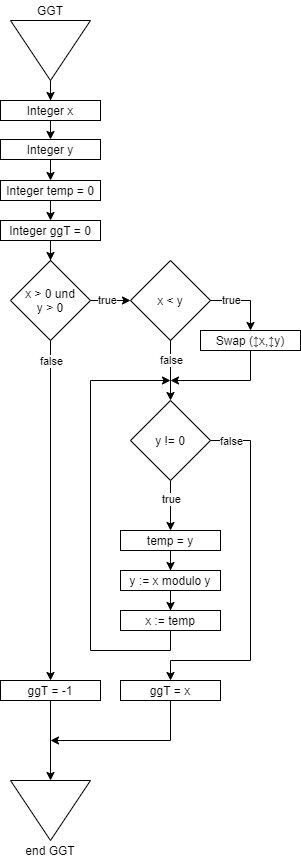 GGT
Integer x
Integer y
Integer temp = 0
Integer ggT = 0
x > 0 und
y > 0
true
x < y
true
Swap (↕x,↕y)
false
false
y != 0
false
true
temp = y
y := x modulo y
x := temp
ggT = -1
ggT = x
end GGT